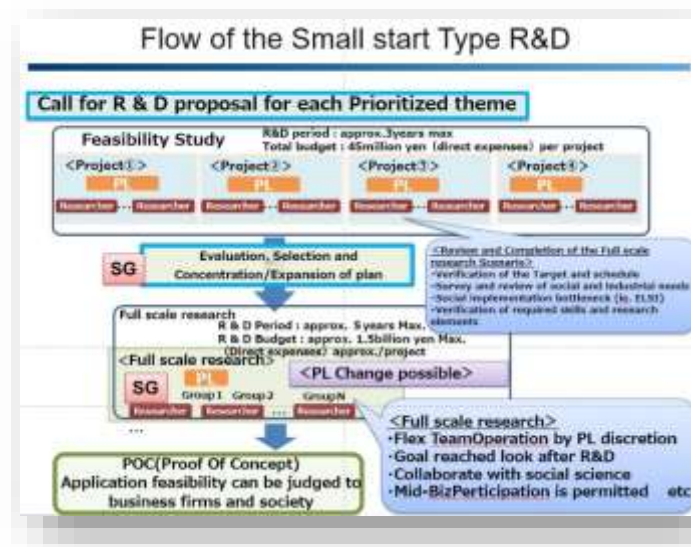 Flow of the Small start Type R&D
Call for R & D proposal for each Prioritized theme
Feasibility Study
R&D period : approx.3years max
Total budget : 45million yen (direct expenses) per project
<Project①> <Project②> <Project③> <Project④>
PL PL PL PL
Researcher … Researcher Researcher … Researcher Researcher … Researcher Researcher … Researcher
SG
Evaluation, Selection and
Concentration/Expansion of plan
<Review and Completion of the Full scale
research Scenario>
・Verification of the Target and schedule
・Survey and review of social and industrial needs
・Social implementation bottleneck (ie. ELSI)
・Verification of required skills and research
elements
Full scale research
R & D Period : approx. 5years Max.
R & D Budget : approx. 1.5billion yen Max.
(Direct expenses) approx./project
<Full scale research>
<PL Change possible>
SG
PL
Group1 Group2 GroupN
Researcher Researcher … Researcher
…
<Full scale research>
・Flex TeamOperation by PL discretion
・Goal reached look after R&D
・Collaborate with social science
・Mid-BizPerticipation is permitted etc
POC(Proof Of Concept)
Application feasibility can be judged to
business firms and society